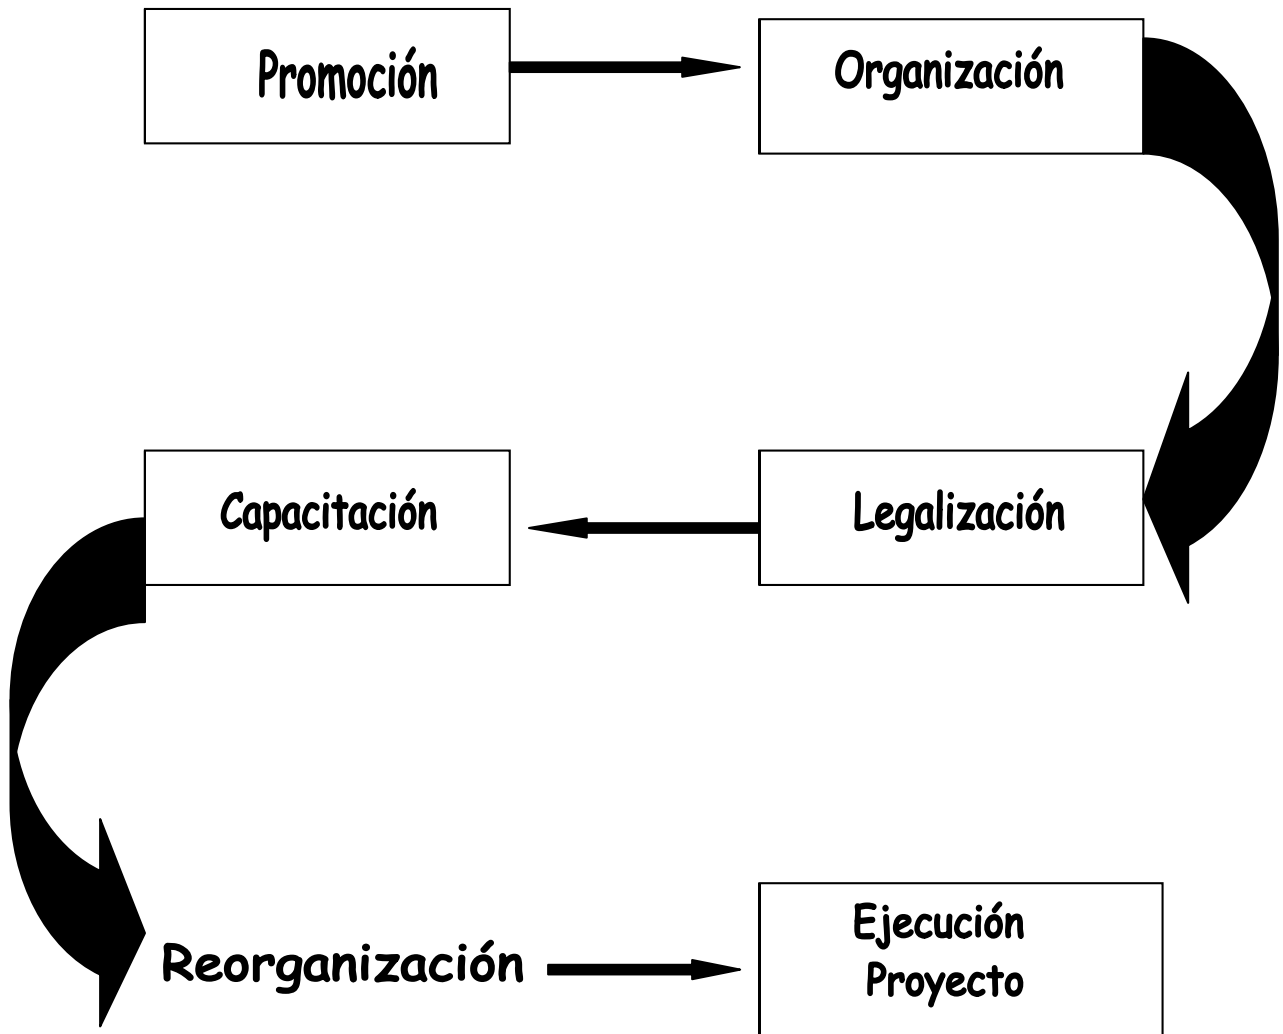 Promoción
Organización
Capacitación
Legalización
Reorganización
Ejecución
Proyecto